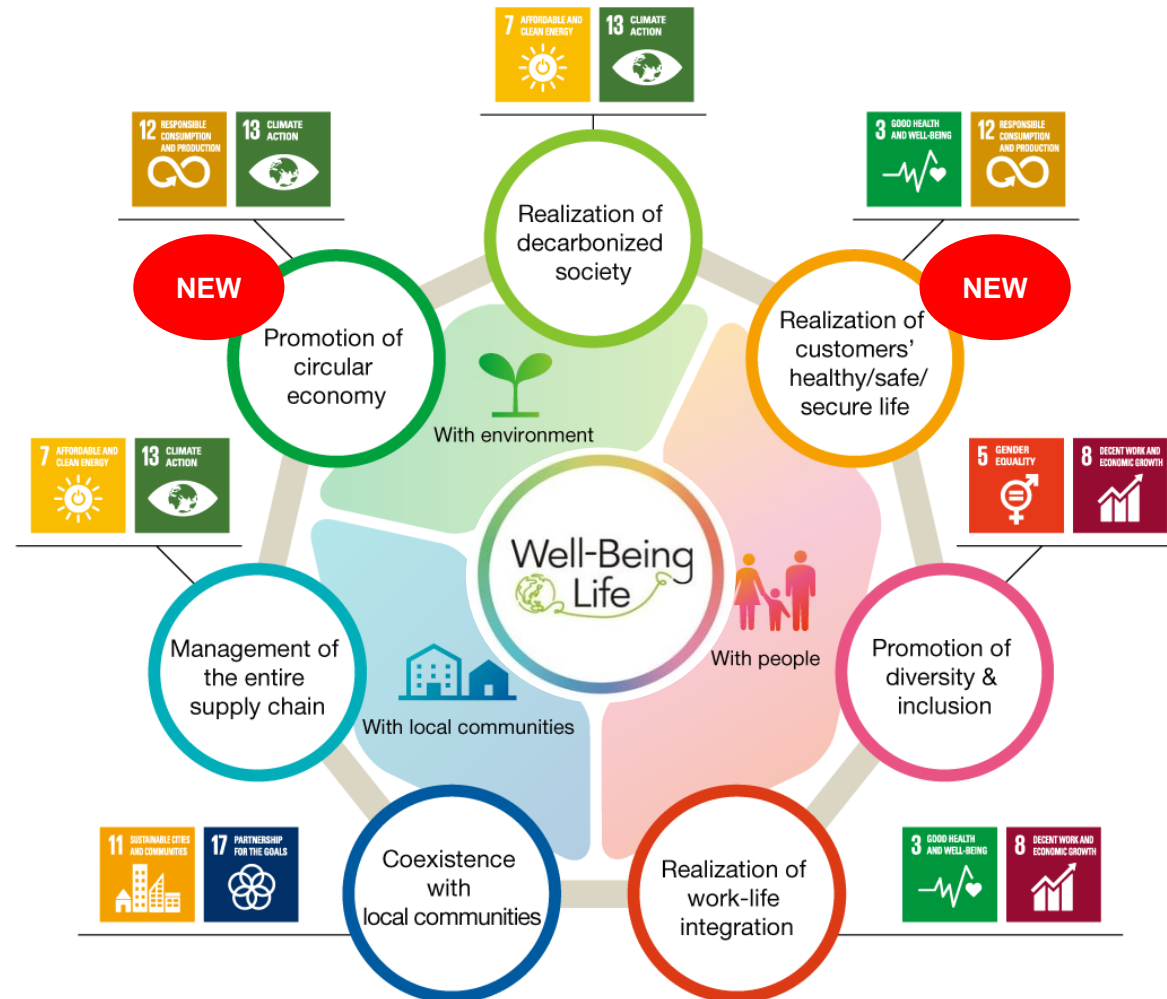 7 AFFORDABLE AND
CLEAN ENERGY
13 CLIMATE
ACTION
12 RESPONSIBLE
CONSUMPTION
AND PRODUCTION
13 CLIMATE
ACTION
3 GOOD HEALTH
AND WELL-BEING
12 RESPONSIBLE
CONSUMPTION
AND PRODUCTION
Realization of
decarbonized
society
NEW
Promotion of
circular
economy
NEW
Realization of
customers’
healthy/safe/
secure life
With environment
7 AFFORDABLE AND
CLEAN ENERGY
13 CLIMATE
ACTION
5 GENDER
EQUALITY
8 DECENT WORK AND
ECONOMIC GROWTH
Well-Being
Life
Management of
the entire
supply chain
With local communities
With people
Promotion of
diversity &
inclusion
11 SUSTAINABLE CITIES
AND COMMUNITIES
17 PARTNERSHIP
FOR THE GOALS
Coexistence
with
local communities
Realization of
work-life
integration
3 GOOD HEALTH
AND WELL-BEING
8 DECENT WORK AND
ECONOMIC GROWTH